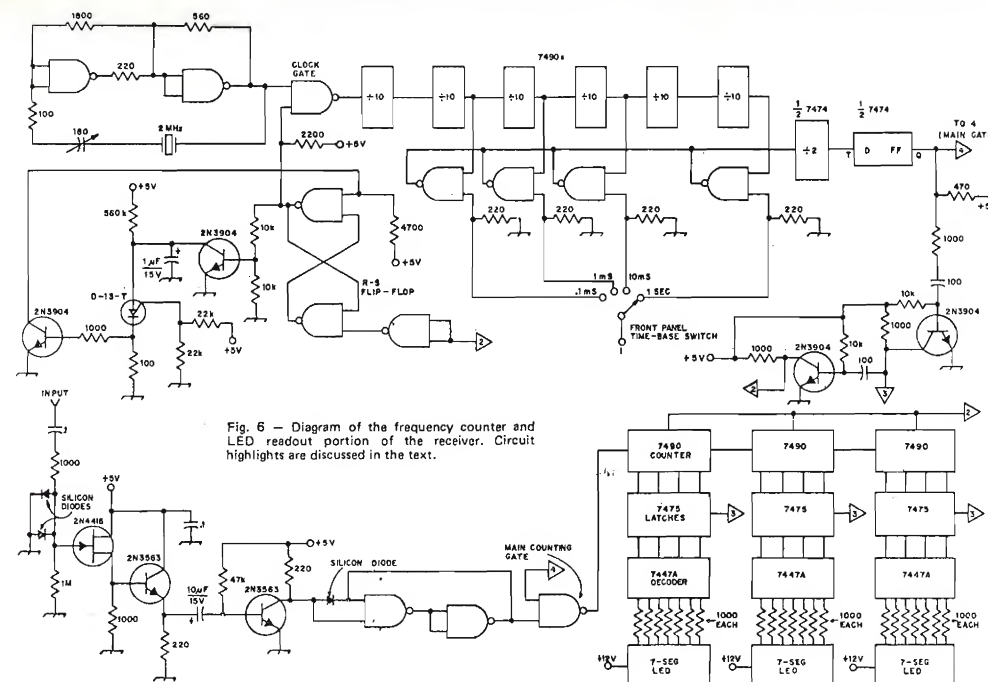 1800
560
220
100
180
2 MHz
CLOCK
GATE
7490s
÷10
÷10
÷10
÷10
÷10
÷10
1/2 7474
1/2 7474
÷2
T
D FF
Q
TO 4
(MAIN GAT
4
470
+5
2200
+5V
4700
+5V
10k
10k
R-S
FLIP-FLOP
2
+5V
560k
1µF
15V
2N3904
D-13-T
2N3904
1000
22k
+5V
22k
100
220
220
220
220
.1mS
1mS
10mS
1 SEC
1
FRONT PANEL
TIME-BASE SWITCH
1000
100
10k
1000
2N3904
+5V
1000
10k
2N3904
100
2
3
INPUT
.1
1000
SILICON
DIODES
2N4416
1M
1000
+5V
.1
2N3563
220
10µF
15V
47k
2N3563
220
+5V
SILICON DIODE
MAIN COUNTING
GATE
4
Fig. 6 — Diagram of the frequency counter and
LED readout portion of the receiver. Circuit
highlights are discussed in the text.
2
7490
COUNTER
7490
7490
7475
LATCHES
3
7475
3
7475
3
7447A
DECODER
7447A
7447A
1000
EACH
1000
EACH
1000
EACH
+12V
7-SEG
LED
+12V
7-SEG
LED
+12V
7-SEG
LED